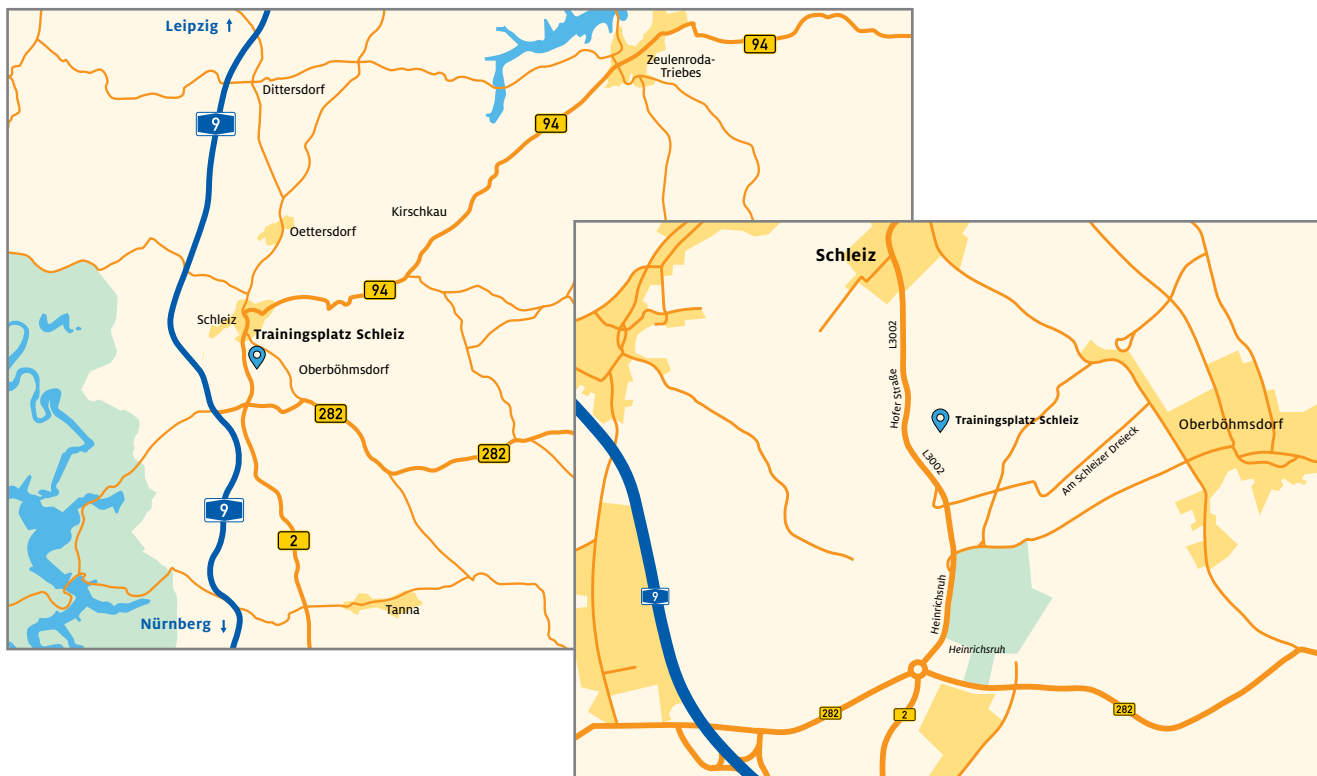 Leipzig ↑
94
Zeulenroda-
Triebes
Dittersdorf
9
94
Kirschkau
Oettersdorf
94
Schleiz
Trainingsplatz Schleiz
Oberböhmsdorf
282
282
9
2
Tanna
Nürnberg ↓
Schleiz
L3002
Hofer Straße
Trainingsplatz Schleiz
Oberböhmsdorf
L3002
Am Schleizer Dreieck
9
Heinrichsruh
Heinrichsruh
282
2
282